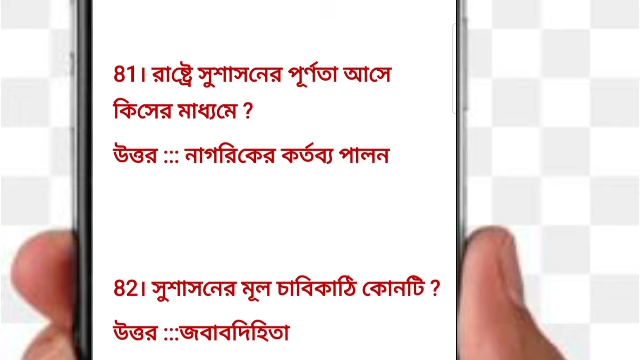 81। রাষ্ট্রে সুশাসনের পূর্ণতা আসে
কিসের মাধ্যমে ?
উত্তর ::: নাগরিকের কর্তব্য পালন
82। সুশাসনের মূল চাবিকাঠি কোনটি ?
উত্তর :::জবাবদিহিতা